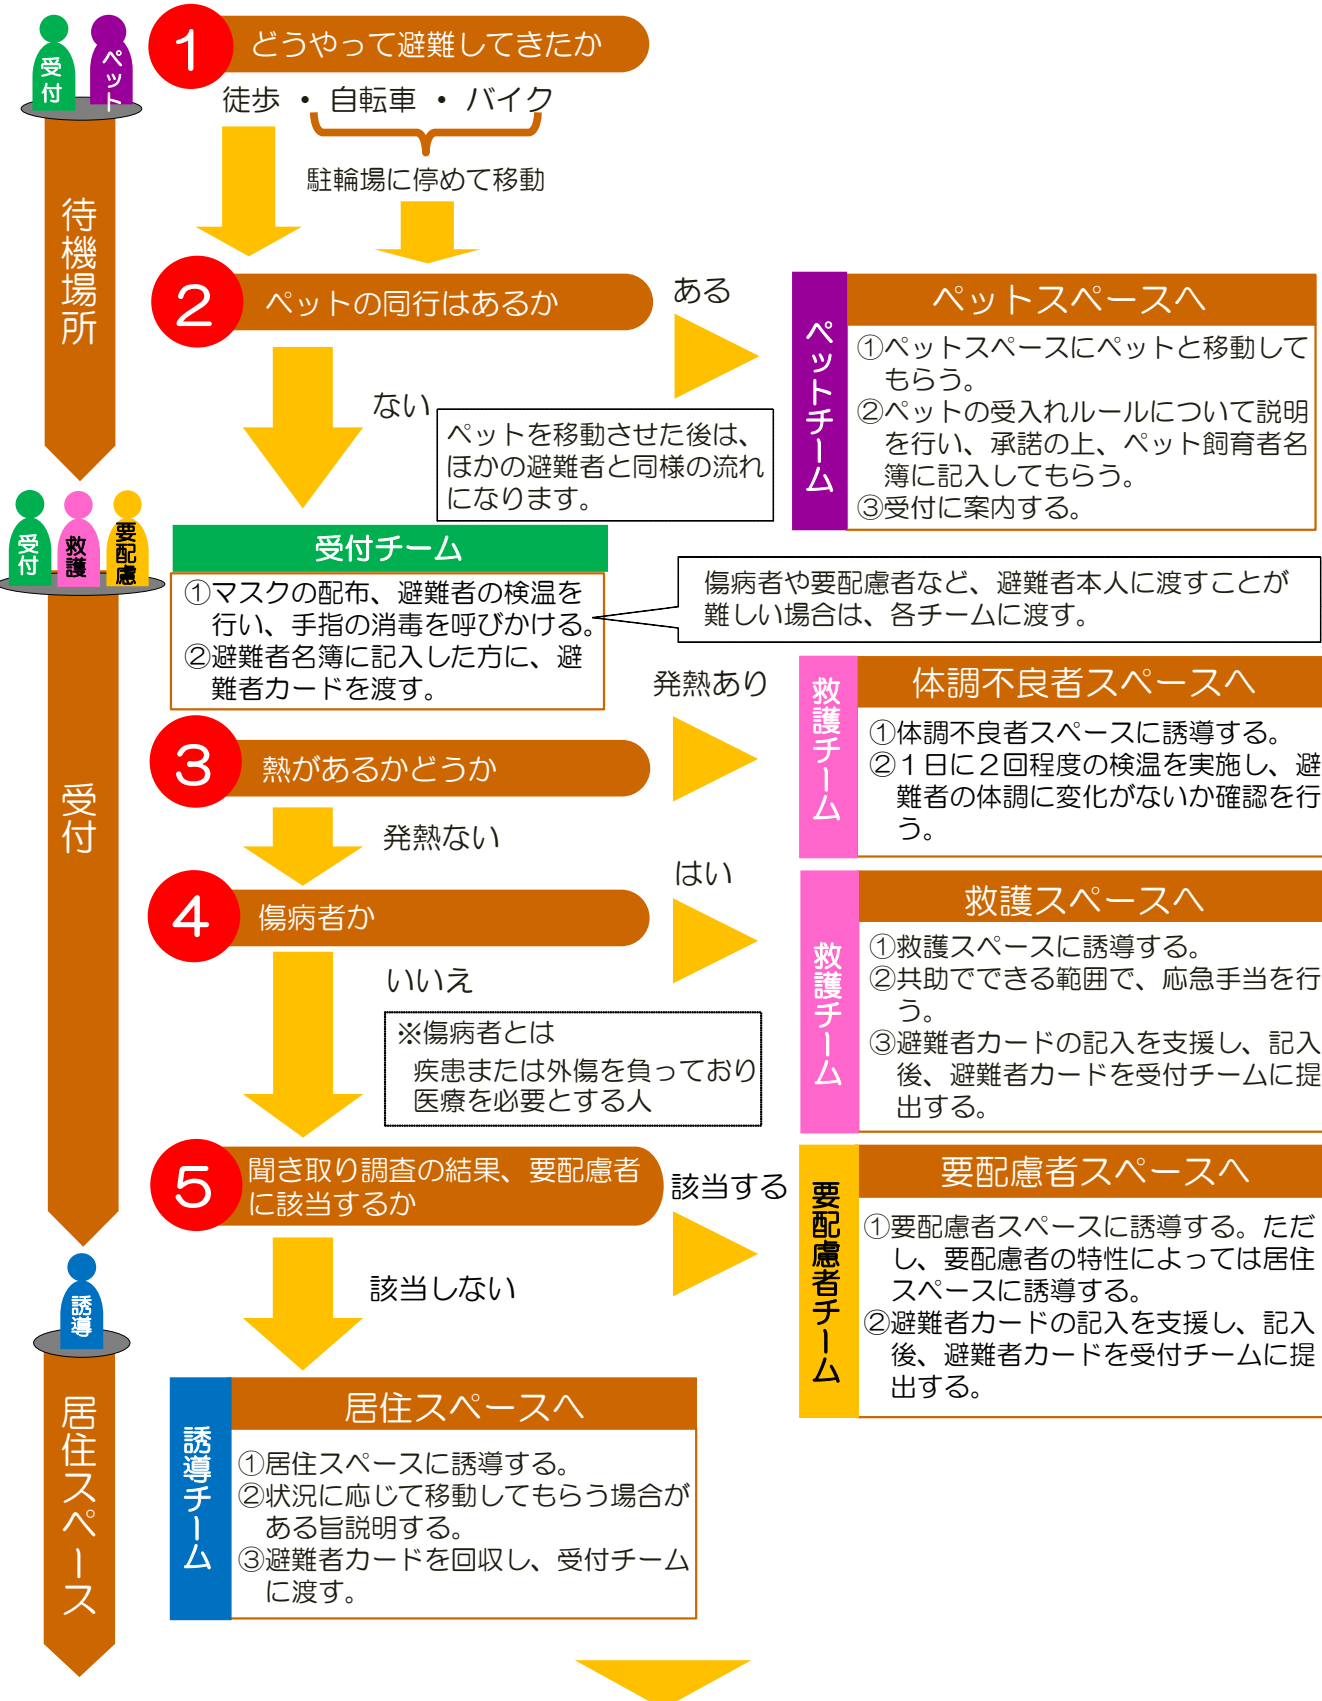 受付
ペット
1
どうやって避難してきたか
徒歩 ・ 自転車 ・ バイク
駐輪場に停めて移動
待機場所
2
ペットの同行はあるか
ある
ない
ペットを移動させた後は、
ほかの避難者と同様の流れ
になります。
ペットチーム
ペットスペースへ
①ペットスペースにペットと移動して
もらう。
②ペットの受入れルールについて説明
を行い、承諾の上、ペット飼育者名
簿に記入してもらう。
③受付に案内する。
受付
救護
要配慮
受付チーム
①マスクの配布、避難者の検温を
行い、手指の消毒を呼びかける。
②避難者名簿に記入した方に、避
難者カードを渡す。
傷病者や要配慮者など、避難者本人に渡すことが
難しい場合は、各チームに渡す。
受付
3
熱があるかどうか
発熱あり
発熱ない
救護チーム
体調不良者スペースへ
①体調不良者スペースに誘導する。
②１日に２回程度の検温を実施し、避
難者の体調に変化がないか確認を行
う。
4
傷病者か
はい
いいえ
※傷病者とは
疾患または外傷を負っており
医療を必要とする人
救護チーム
救護スペースへ
①救護スペースに誘導する。
②共助でできる範囲で、応急手当を行
う。
③避難者カードの記入を支援し、記入
後、避難者カードを受付チームに提
出する。
5
聞き取り調査の結果、要配慮者
に該当するか
該当する
該当しない
要配慮者チーム
要配慮者スペースへ
①要配慮者スペースに誘導する。ただ
し、要配慮者の特性によっては居住
スペースに誘導する。
②避難者カードの記入を支援し、記入
後、避難者カードを受付チームに提
出する。
誘導
居住スペース
誘導チーム
居住スペースへ
①居住スペースに誘導する。
②状況に応じて移動してもらう場合が
ある旨説明する。
③避難者カードを回収し、受付チーム
に渡す。